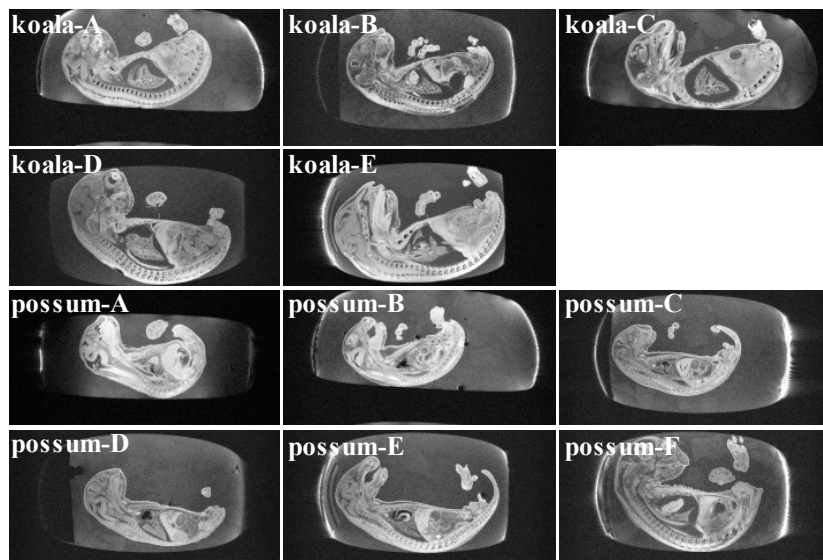 koala-A
koala-B
koala-C
koala-D
koala-E
possum-A
possum-B
possum-C
possum-D
possum-E
possum-F